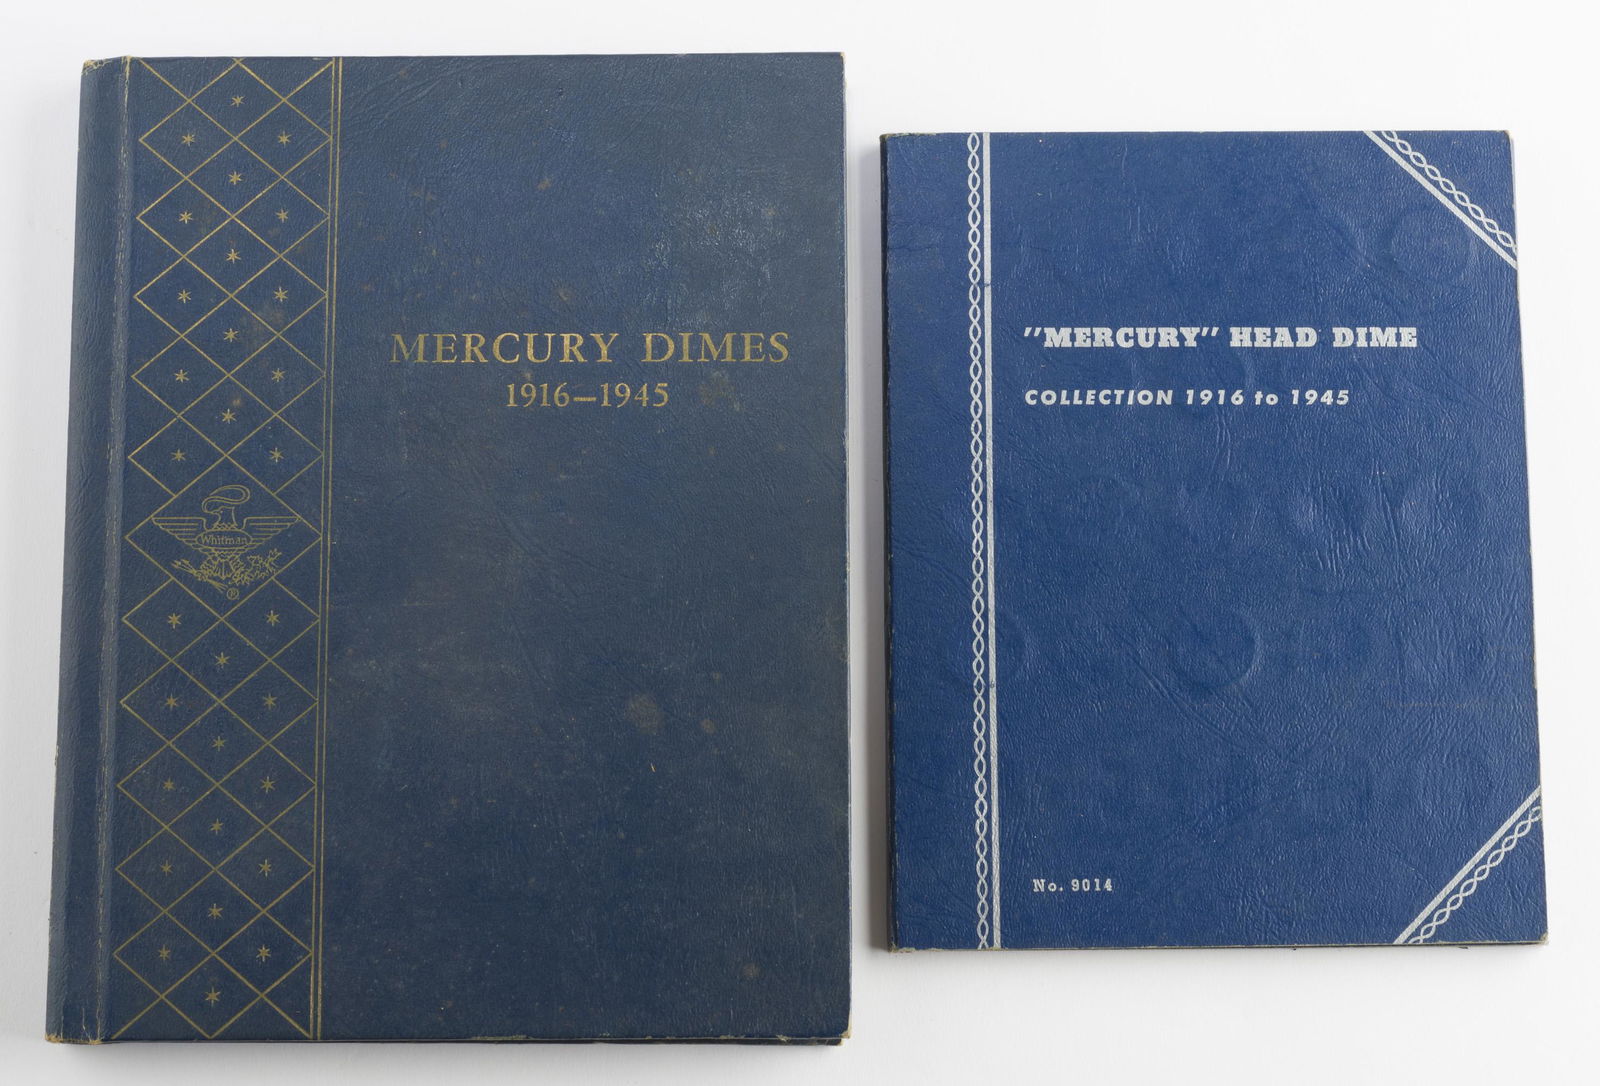 MERCURY DIMES
1916–1945
Whitman
®
"MERCURY" HEAD DIME
COLLECTION 1916 to 1945
No. 9014